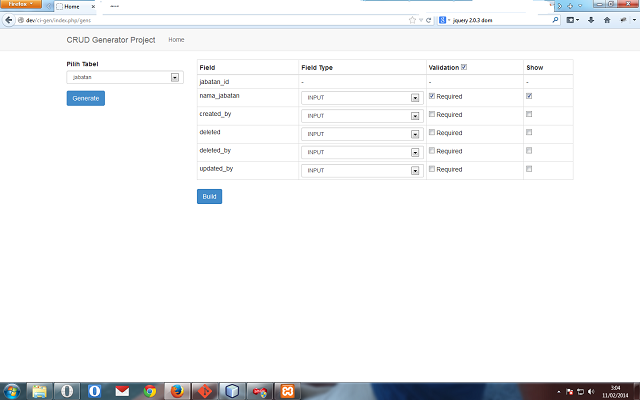 Firefox
Home
dev/ci-gen/index.php/gens
jquery 2.0.3 dom
CRUD Generator Project Home
Pilih Tabel
jabatan
Generate
Field Field Type Validation Show
jabatan_id - - -
nama_jabatan INPUT Required
created_by INPUT Required
deleted INPUT Required
deleted_by INPUT Required
updated_by INPUT Required
Build
3:04
11/02/2014